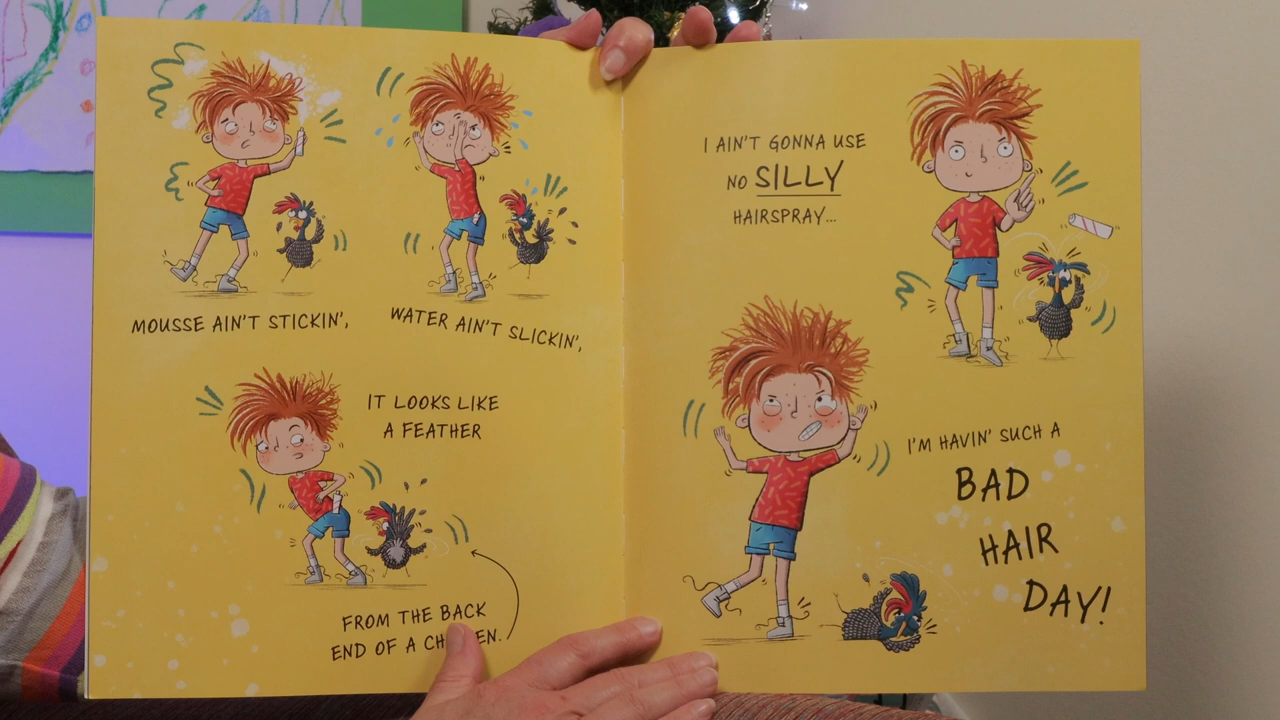 MOUSSE AIN'T STICKIN',
WATER AIN'T SLICKIN',
IT LOOKS LIKE
A FEATHER
FROM THE BACK
END OF A
I AIN'T GONNA USE
NO SILLY
HAIRSPRAY...
I'M HAVIN' SUCH A
BAD
HAIR
DAY!